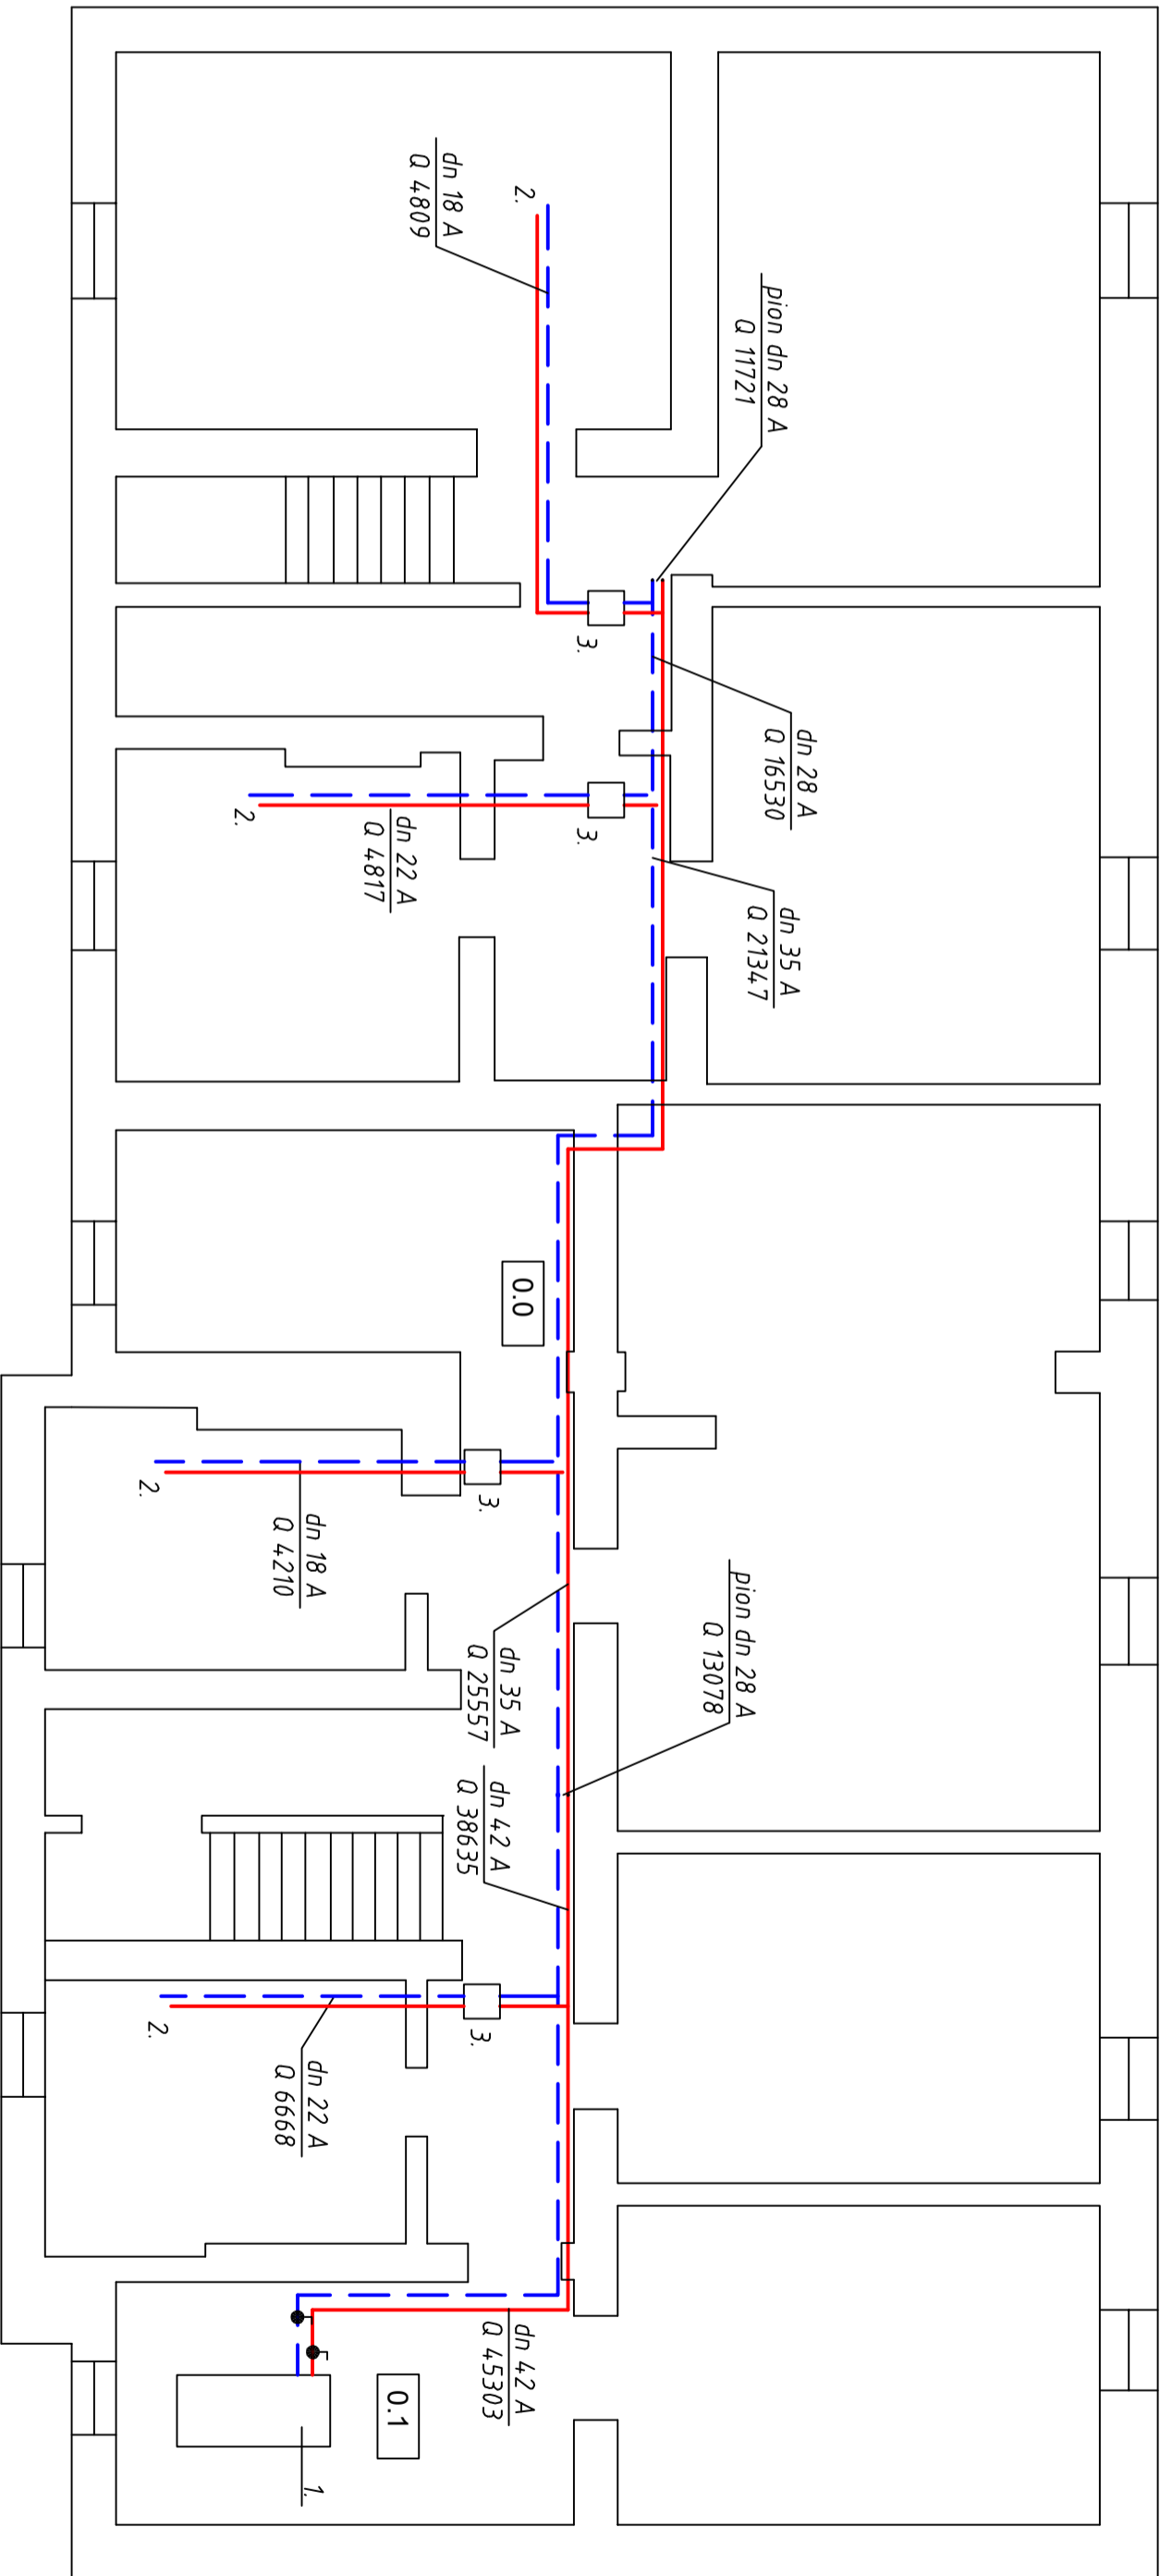 pion dn 28 A
Q 11721
dn 28 A
Q 16530
dn 35 A
Q 21347
pion dn 28 A
Q 13078
dn 18 A
Q 4809
2.
3.
3.
dn 22 A
Q 4817
2.
0.0
3.
dn 35 A
Q 25557
dn 42 A
Q 38635
3.
dn 42 A
Q 45303
2.
dn 18 A
Q 4210
2.
dn 22 A
Q 6668
0.1
1.